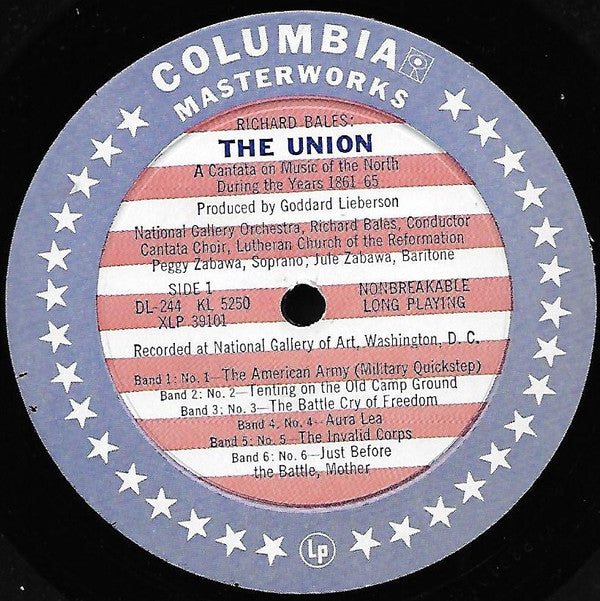 COLUMBIA
MASTERWORKS
RICHARD BALES:
THE UNION
A Cantata on Music of the North
During the Years 1861-65
Produced by Goddard Lieberson
National Gallery Orchestra, Richard Bales, Conductor
Cantata Choir, Lutheran Church of the Reformation
Peggy Zabawa, Soprano; Jule Zabawa, Baritone
SIDE 1
NONBREAKABLE
DL-244 KL 5250
LONG PLAYING
XLP 39101
Recorded at National Gallery of Art, Washington, D. C.
Band 1: No. 1—The American Army (Military Quickstep)
Band 2: No. 2—Tenting on the Old Camp Ground
Band 3: No. 3—The Battle Cry of Freedom
Band 4: No. 4—Aura Lea
Band 5: No. 5—The Invalid Corps
Band 6: No. 6—Just Before
the Battle, Mother
Lp